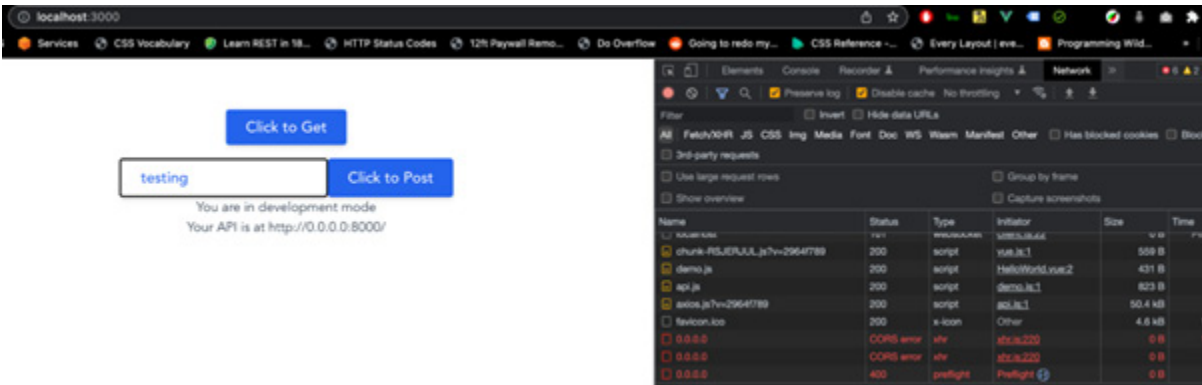 localhost:3000
Services CSS Vocabulary Learn REST in 18... HTTP Status Codes 12ft Paywall Remo... Do Overflow Going to redo my... CSS Reference -... Every Layout | eve... Programming Wild...
Click to Get
testing Click to Post
You are in development mode
Your API is at http://0.0.0.0:8000/
Elements Console Recorder Performance insights Network » 6 2
Preserve log Disable cache No throttling
Filter Invert Hide data URLs
All Fetch/XHR JS CSS Img Media Font Doc WS Wasm Manifest Other Has blocked cookies
3rd-party requests
Use large request rows Group by frame
Show overview Capture screenshots
Name Status Type Initiator Size Time
localhost 101 websocket client.ts:22 0 B
chunk-RSJERJUL.js?v=2964f789 200 script vue.js:1 559 B
demo.js 200 script HelloWorld.vue:2 431 B
api.js 200 script demo.js:1 823 B
axios.js?v=2964f789 200 script api.js:1 50.4 kB
favicon.ico 200 x-icon Other 4.6 kB
0.0.0.0 CORS error xhr xhr.js:220 0 B
0.0.0.0 CORS error xhr xhr.js:220 0 B
0.0.0.0 400 preflight Preflight 0 B